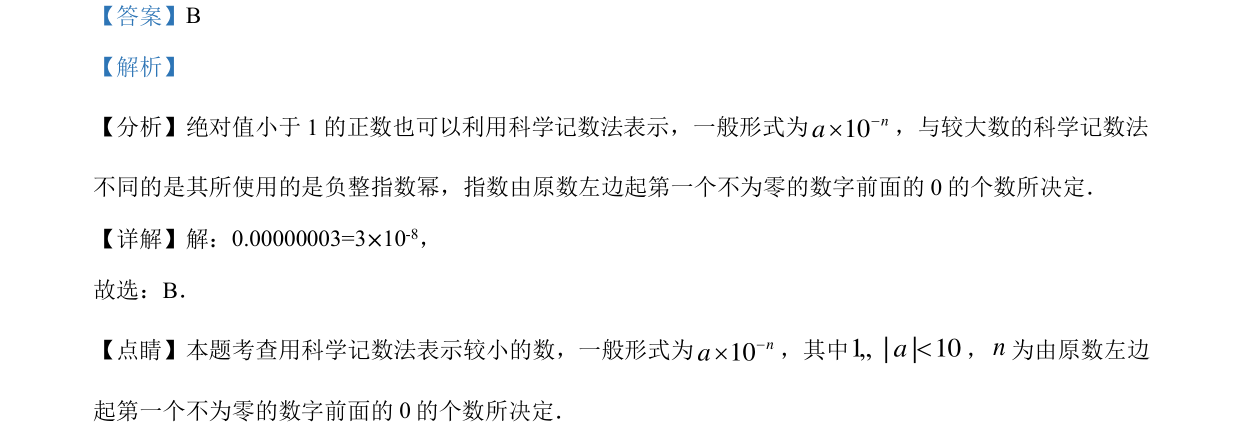 【答案】B
【解析】
【分析】绝对值小于 1 的正数也可以利用科学记数法表示，一般形式为 a×10⁻ⁿ，与较大数的科学记数法
不同的是其所使用的是负整指数幂，指数由原数左边起第一个不为零的数字前面的 0 的个数所决定．
【详解】解：0.00000003=3×10⁻⁸，
故选：B．
【点睛】本题考查用科学记数法表示较小的数，一般形式为 a×10⁻ⁿ，其中1,, |a|<10，n 为由原数左边
起第一个不为零的数字前面的 0 的个数所决定．